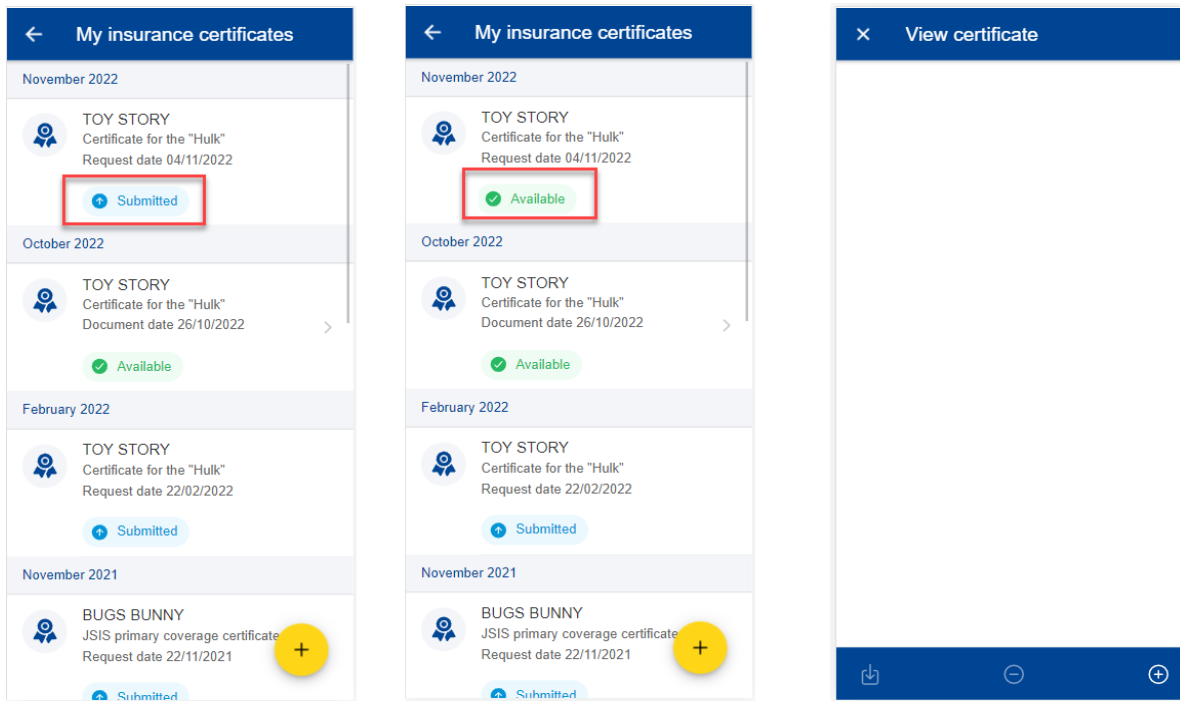 My insurance certificates
November 2022
TOY STORY
Certificate for the "Hulk"
Request date 04/11/2022
Submitted
October 2022
TOY STORY
Certificate for the "Hulk"
Document date 26/10/2022
Available
February 2022
TOY STORY
Certificate for the "Hulk"
Request date 22/02/2022
Submitted
November 2021
BUGS BUNNY
JSIS primary coverage certificate
Request date 22/11/2021
Submitted
My insurance certificates
November 2022
TOY STORY
Certificate for the "Hulk"
Request date 04/11/2022
Available
October 2022
TOY STORY
Certificate for the "Hulk"
Document date 26/10/2022
Available
February 2022
TOY STORY
Certificate for the "Hulk"
Request date 22/02/2022
Submitted
November 2021
BUGS BUNNY
JSIS primary coverage certificate
Request date 22/11/2021
Submitted
View certificate